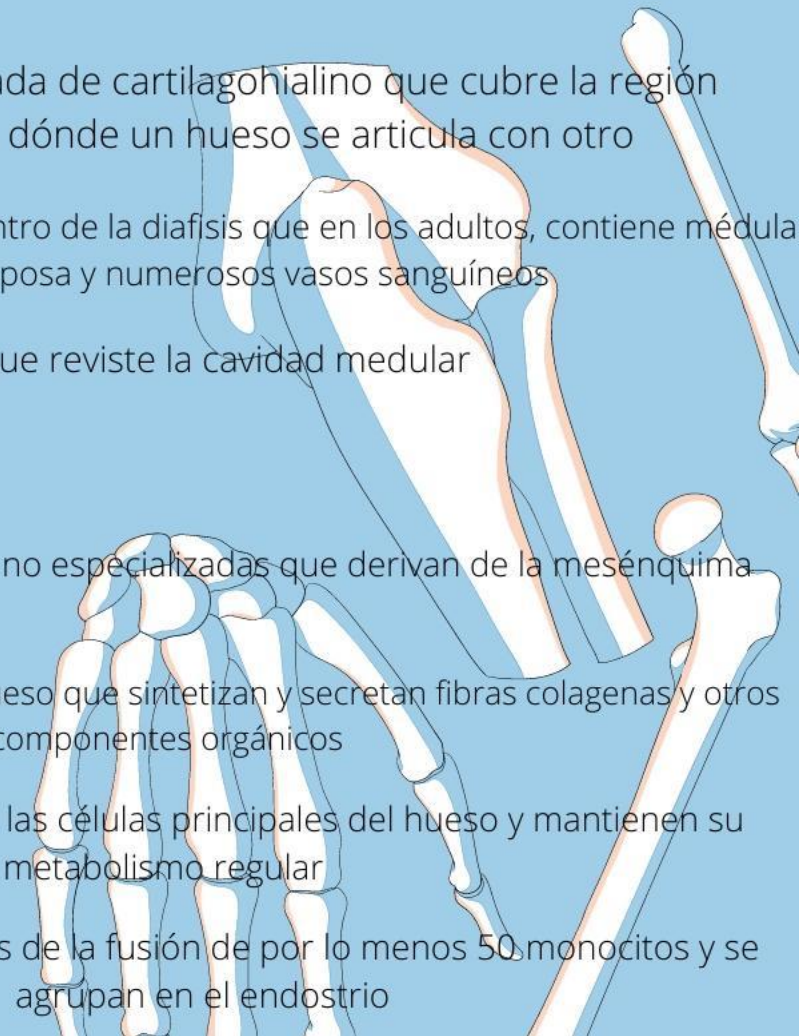 ada de cartilagohialino que cubre la región
dónde un hueso se articula con otro
ntro de la diafisis que en los adultos, contiene médula
posa y numerosos vasos sanguíneos
ue reviste la cavidad medular
no especializadas que derivan de la mesénquima
eso que sintetizan y secretan fibras colagenas y otros
componentes orgánicos
las células principales del hueso y mantienen su
metabolismo regular
s de la fusión de por lo menos 50 monocitos y se
agrupan en el endostrio